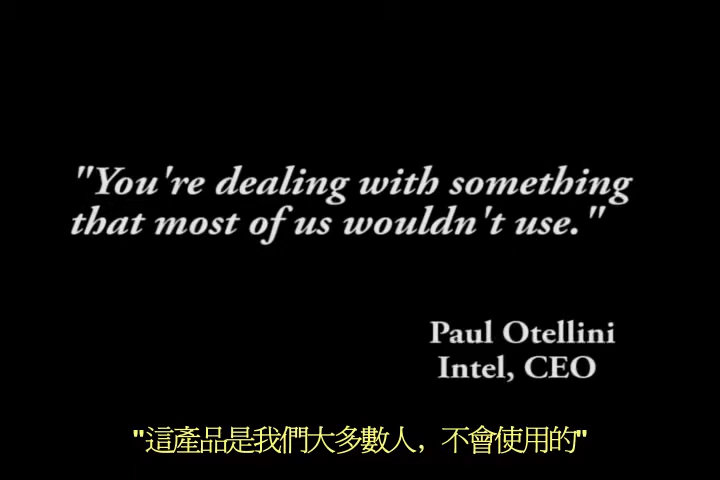 "You're dealing with something
that most of us wouldn't use."
Paul Otellini
Intel, CEO
"這產品是我們大多數人，不會使用的"